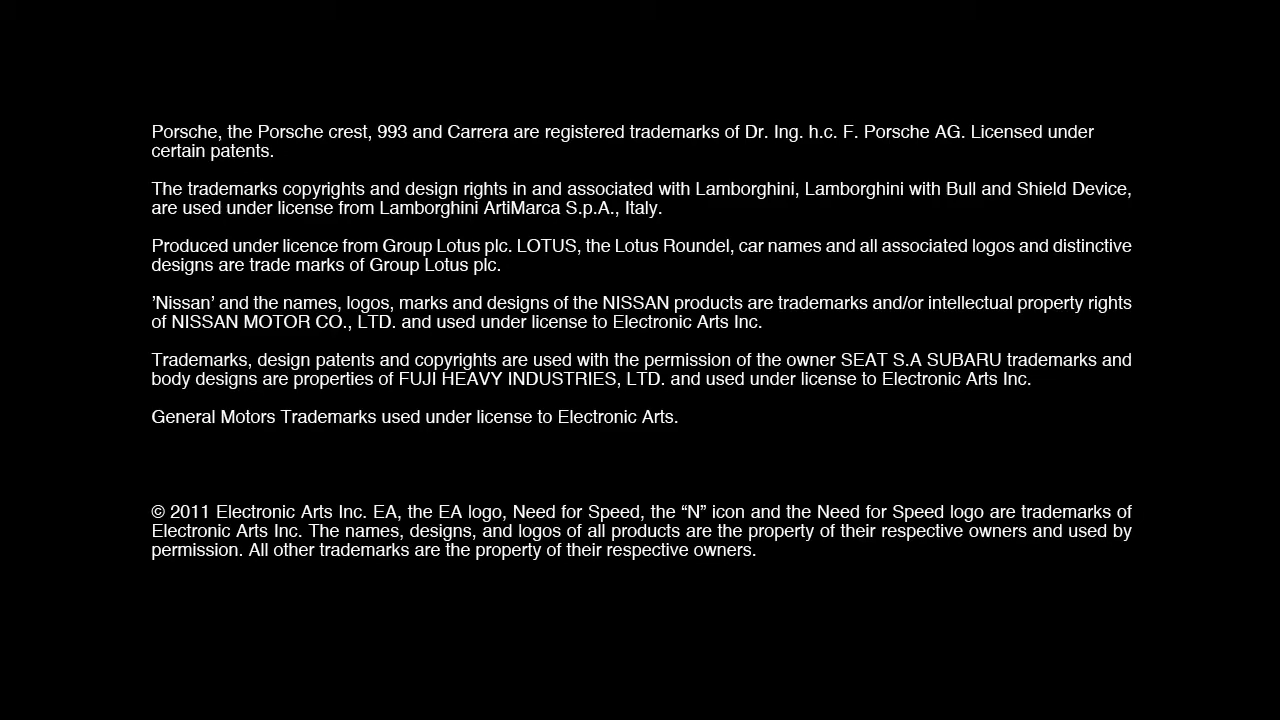 Porsche, the Porsche crest, 993 and Carrera are registered trademarks of Dr. Ing. h.c. F. Porsche AG. Licensed under
certain patents.
The trademarks copyrights and design rights in and associated with Lamborghini, Lamborghini with Bull and Shield Device,
are used under license from Lamborghini ArtiMarca S.p.A., Italy.
Produced under licence from Group Lotus plc. LOTUS, the Lotus Roundel, car names and all associated logos and distinctive
designs are trade marks of Group Lotus plc.
’Nissan’ and the names, logos, marks and designs of the NISSAN products are trademarks and/or intellectual property rights
of NISSAN MOTOR CO., LTD. and used under license to Electronic Arts Inc.
Trademarks, design patents and copyrights are used with the permission of the owner SEAT S.A SUBARU trademarks and
body designs are properties of FUJI HEAVY INDUSTRIES, LTD. and used under license to Electronic Arts Inc.
General Motors Trademarks used under license to Electronic Arts.
© 2011 Electronic Arts Inc. EA, the EA logo, Need for Speed, the “N” icon and the Need for Speed logo are trademarks of
Electronic Arts Inc. The names, designs, and logos of all products are the property of their respective owners and used by
permission. All other trademarks are the property of their respective owners.